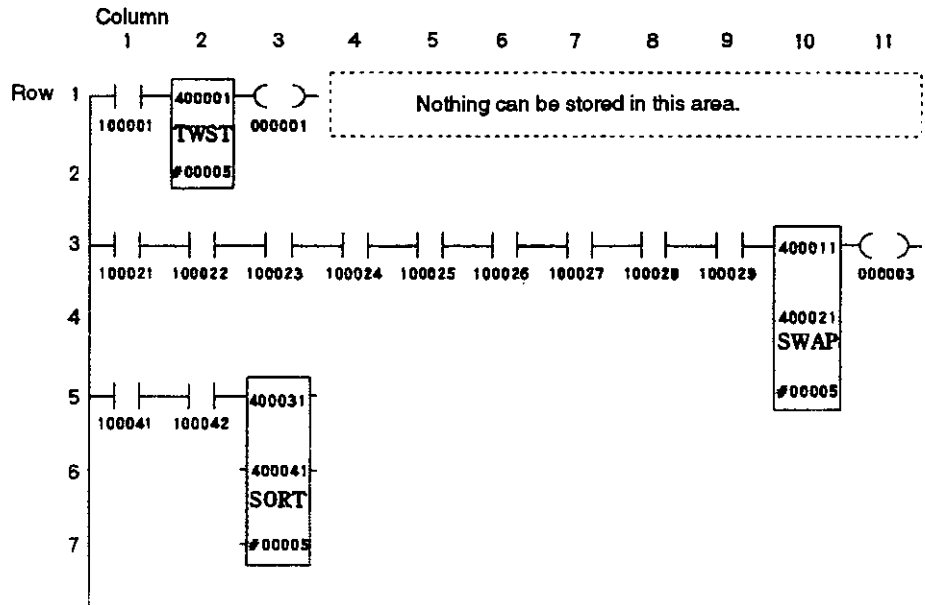 Column
1 2 3 4 5 6 7 8 9 10 11
Row 1 400001 Nothing can be stored in this area.
100001 TWST 000001
2 #00005
3 400011
100021 100022 100023 100024 100025 100026 100027 100028 100029 000003
4 400021
SWAP
5 400031 #00005
100041 100042
6 400041
SORT
7 #00005